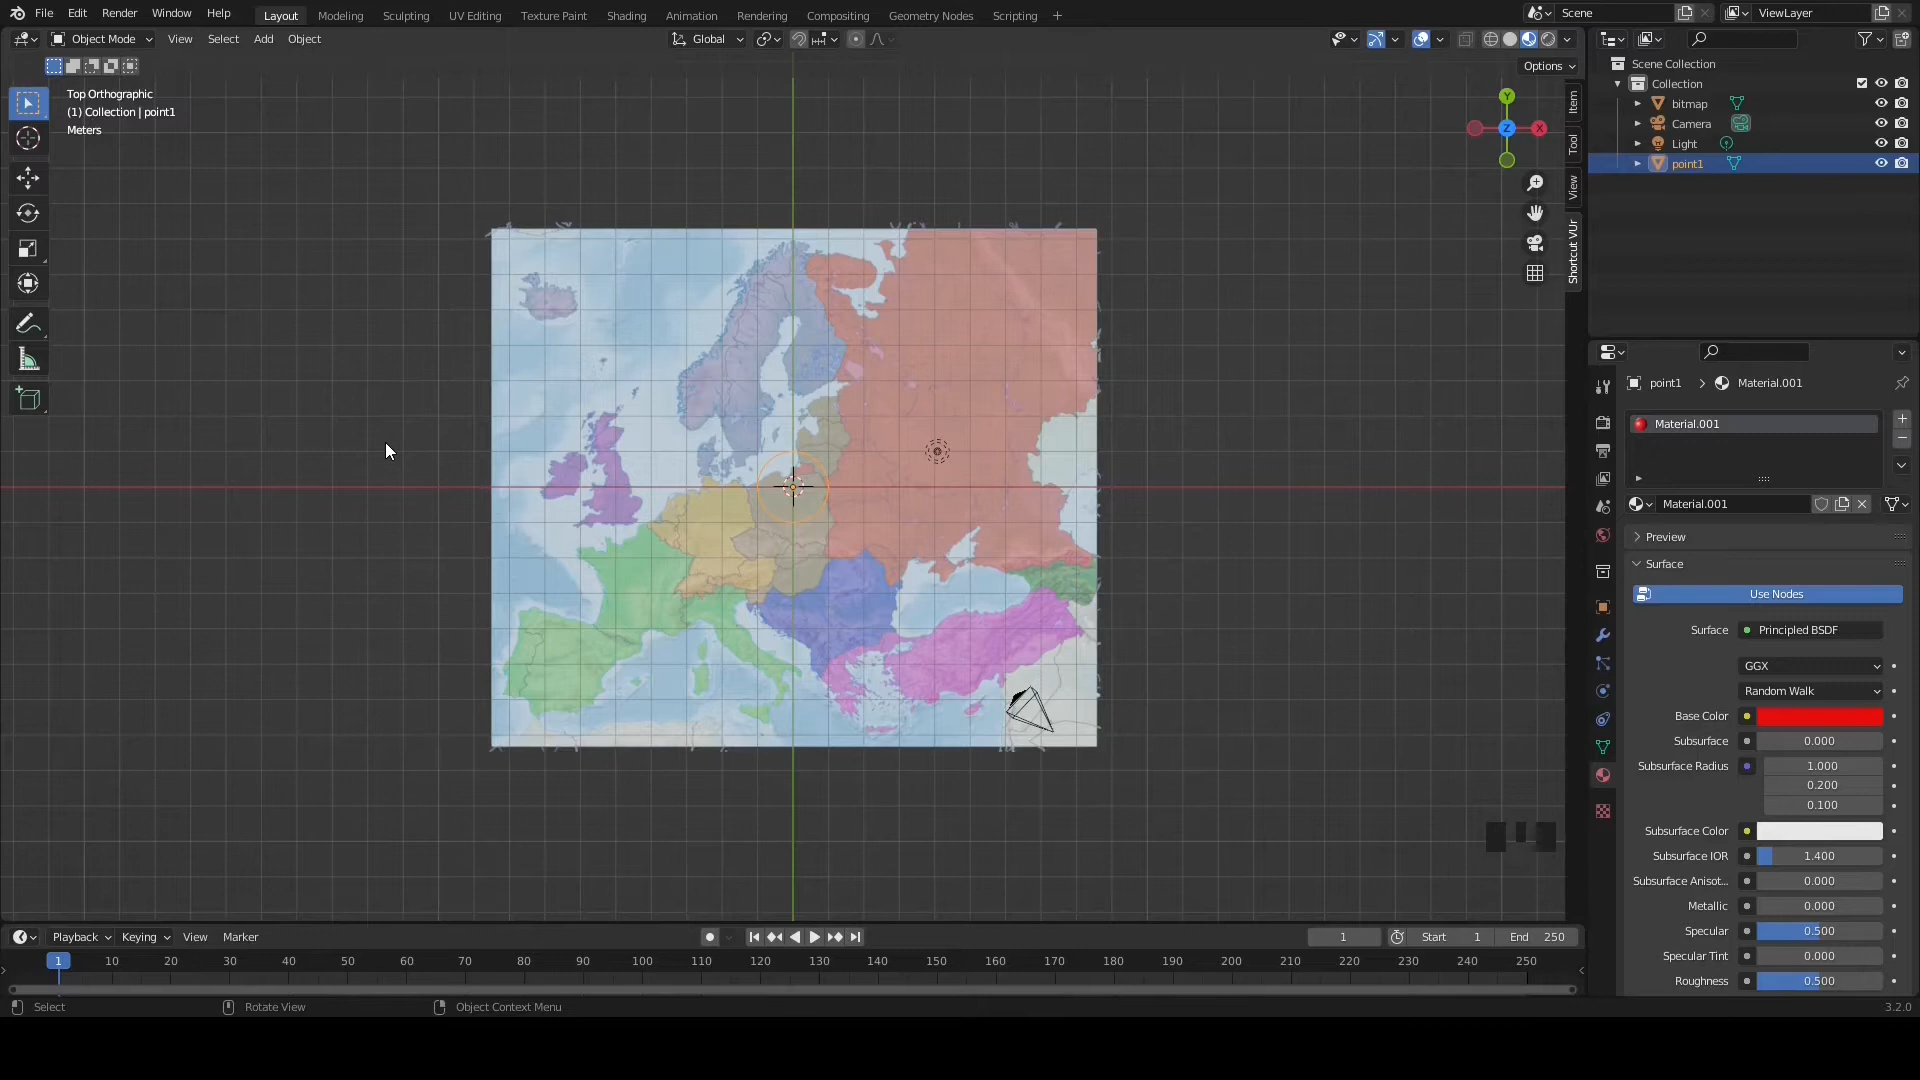 File Edit Render Window Help Layout Modeling Sculpting UV Editing Texture Paint Shading Animation Rendering Compositing Geometry Nodes Scripting + Scene ViewLayer
Object Mode View Select Add Object Global
Options
Top Orthographic
(1) Collection | point1
Meters
Y
Z
X
Item
Tool
View
Shortcut VUr
Scene Collection
Collection
bitmap
Camera
Light
point1
point1 > Material.001
Material.001
Material.001
Preview
Surface
Use Nodes
Surface Principled BSDF
GGX
Random Walk
Base Color
Subsurface 0.000
Subsurface Radius 1.000
0.200
0.100
Subsurface Color
Subsurface IOR 1.400
Subsurface Anisot... 0.000
Metallic 0.000
Specular 0.500
Specular Tint 0.000
Roughness 0.500
Playback Keying View Marker 1 Start 1 End 250
1 10 20 30 40 50 60 70 80 90 100 110 120 130 140 150 160 170 180 190 200 210 220 230 240 250
Select Rotate View Object Context Menu 3.2.0